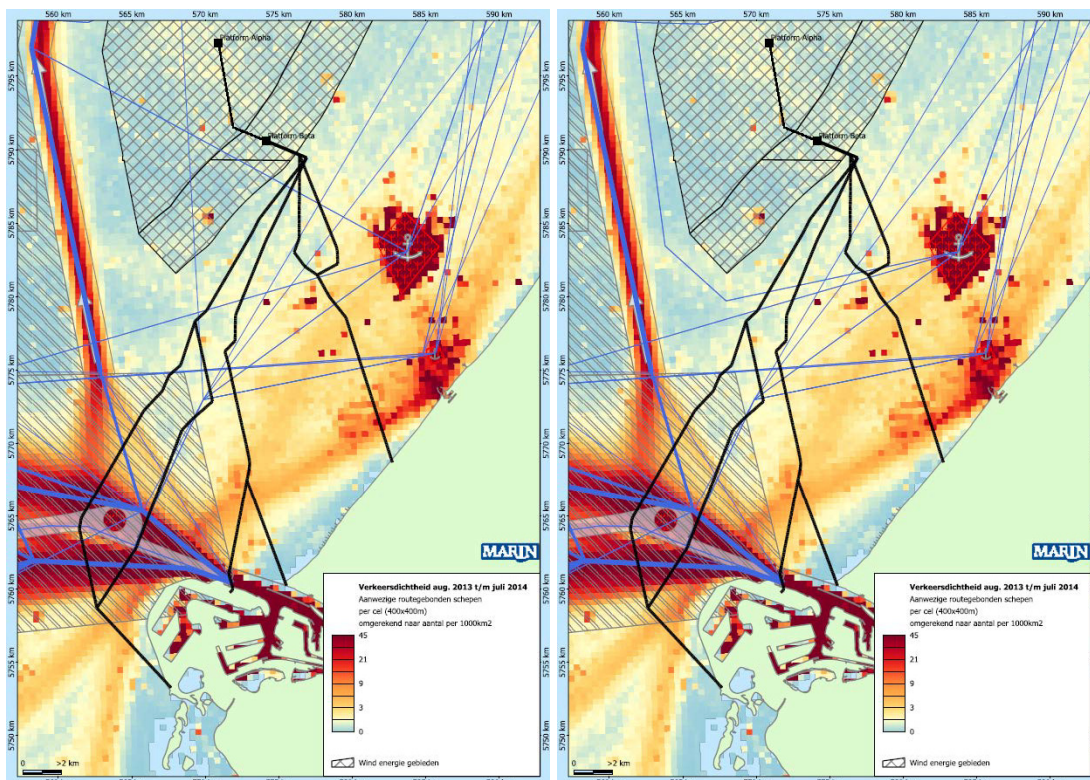 560 km
565 km
570 km
575 km
580 km
585 km
590 km
5795 km
5790 km
5785 km
5780 km
5775 km
5770 km
5765 km
5760 km
5755 km
5750 km
Platform Alpha
Platform Beta
MARIN
Verkeersdichtheid aug. 2013 t/m juli 2014
Aanwezige routegebonden schepen
per cel (400x400m)
omgerekend naar aantal per 1000km2
45
21
9
3
0
Wind energie gebieden
0 >2 km
560 km
565 km
570 km
575 km
580 km
585 km
590 km
5795 km
5790 km
5785 km
5780 km
5775 km
5770 km
5765 km
5760 km
5755 km
5750 km
Platform Alpha
Platform Beta
MARIN
Verkeersdichtheid aug. 2013 t/m juli 2014
Aanwezige routegebonden schepen
per cel (400x400m)
omgerekend naar aantal per 1000km2
45
21
9
3
0
Wind energie gebieden
0 >2 km